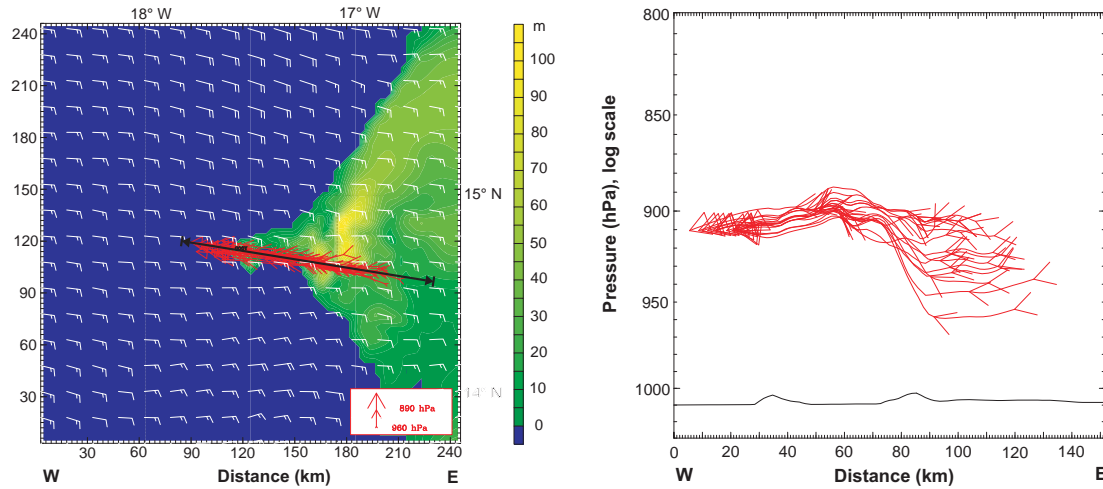 18° W 17° W
m
240
210
180
150
120
90
60
30
30 60 90 120 150 180 210 240
W Distance (km) E
15° N
14° N
100
90
80
70
60
50
40
30
20
10
0
890 hPa
960 hPa
Pressure (hPa), log scale
800
850
900
950
1000
0 20 40 60 80 100 120 140
W Distance (km) E